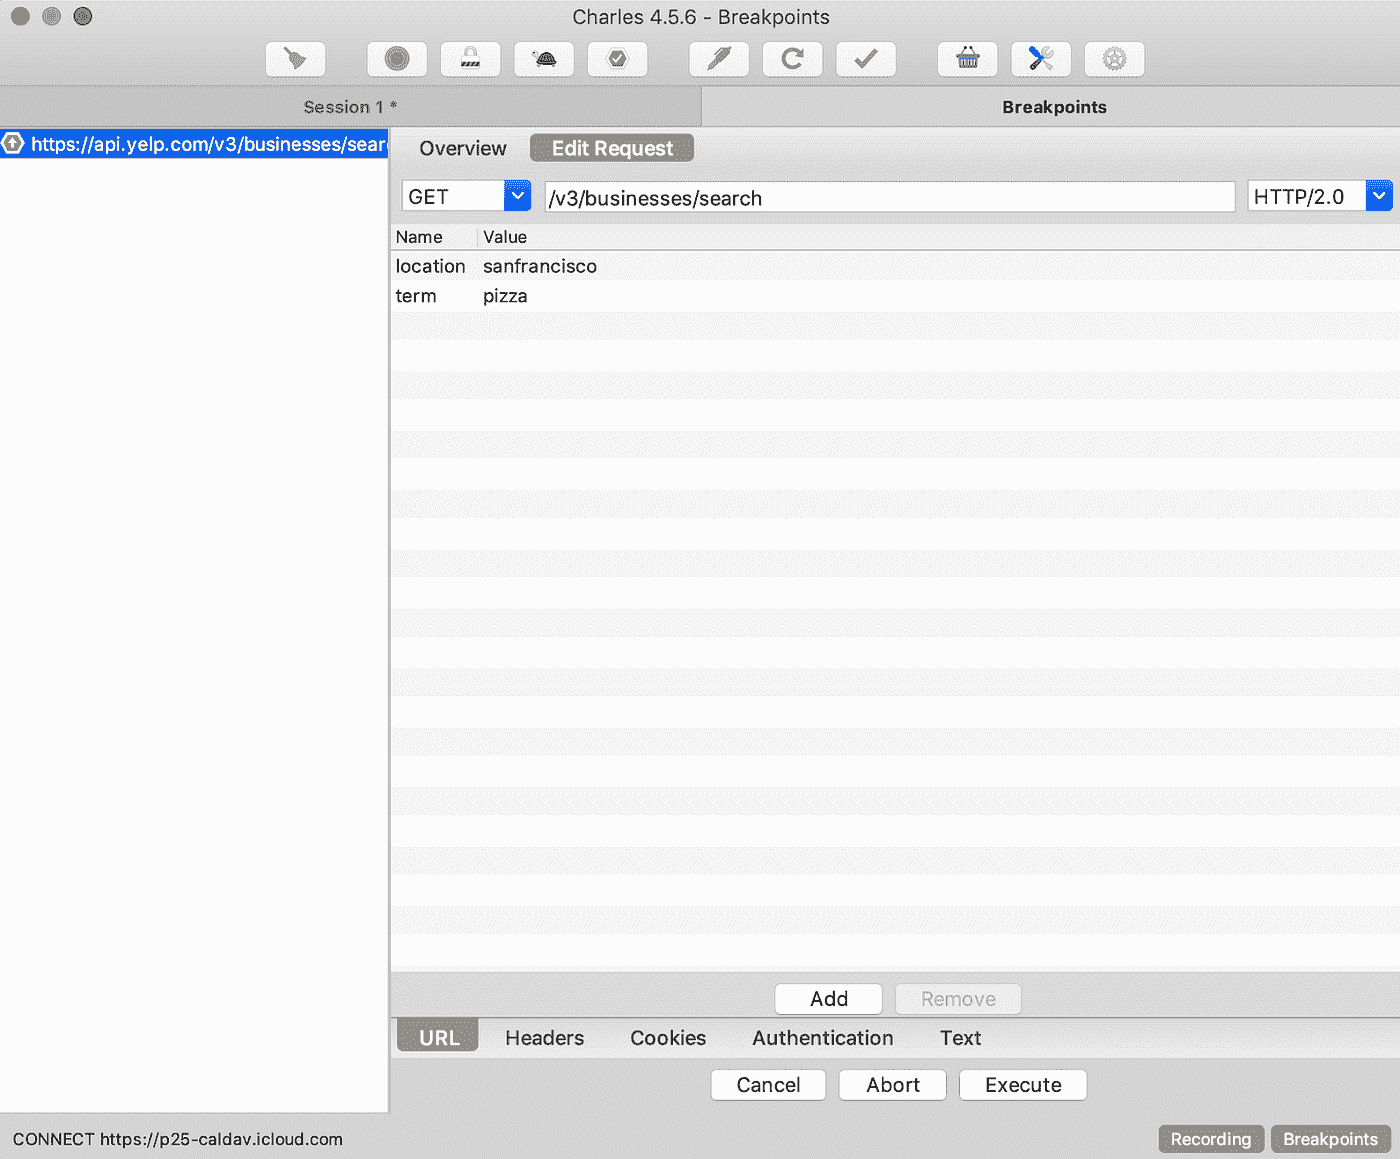 Charles 4.5.6 - Breakpoints
Session 1 *
Breakpoints
https://api.yelp.com/v3/businesses/sear
Overview
Edit Request
GET
/v3/businesses/search
HTTP/2.0
Name Value
location sanfrancisco
term pizza
Add
Remove
URL
Headers
Cookies
Authentication
Text
Cancel
Abort
Execute
CONNECT https://p25-caldav.icloud.com
Recording
Breakpoints